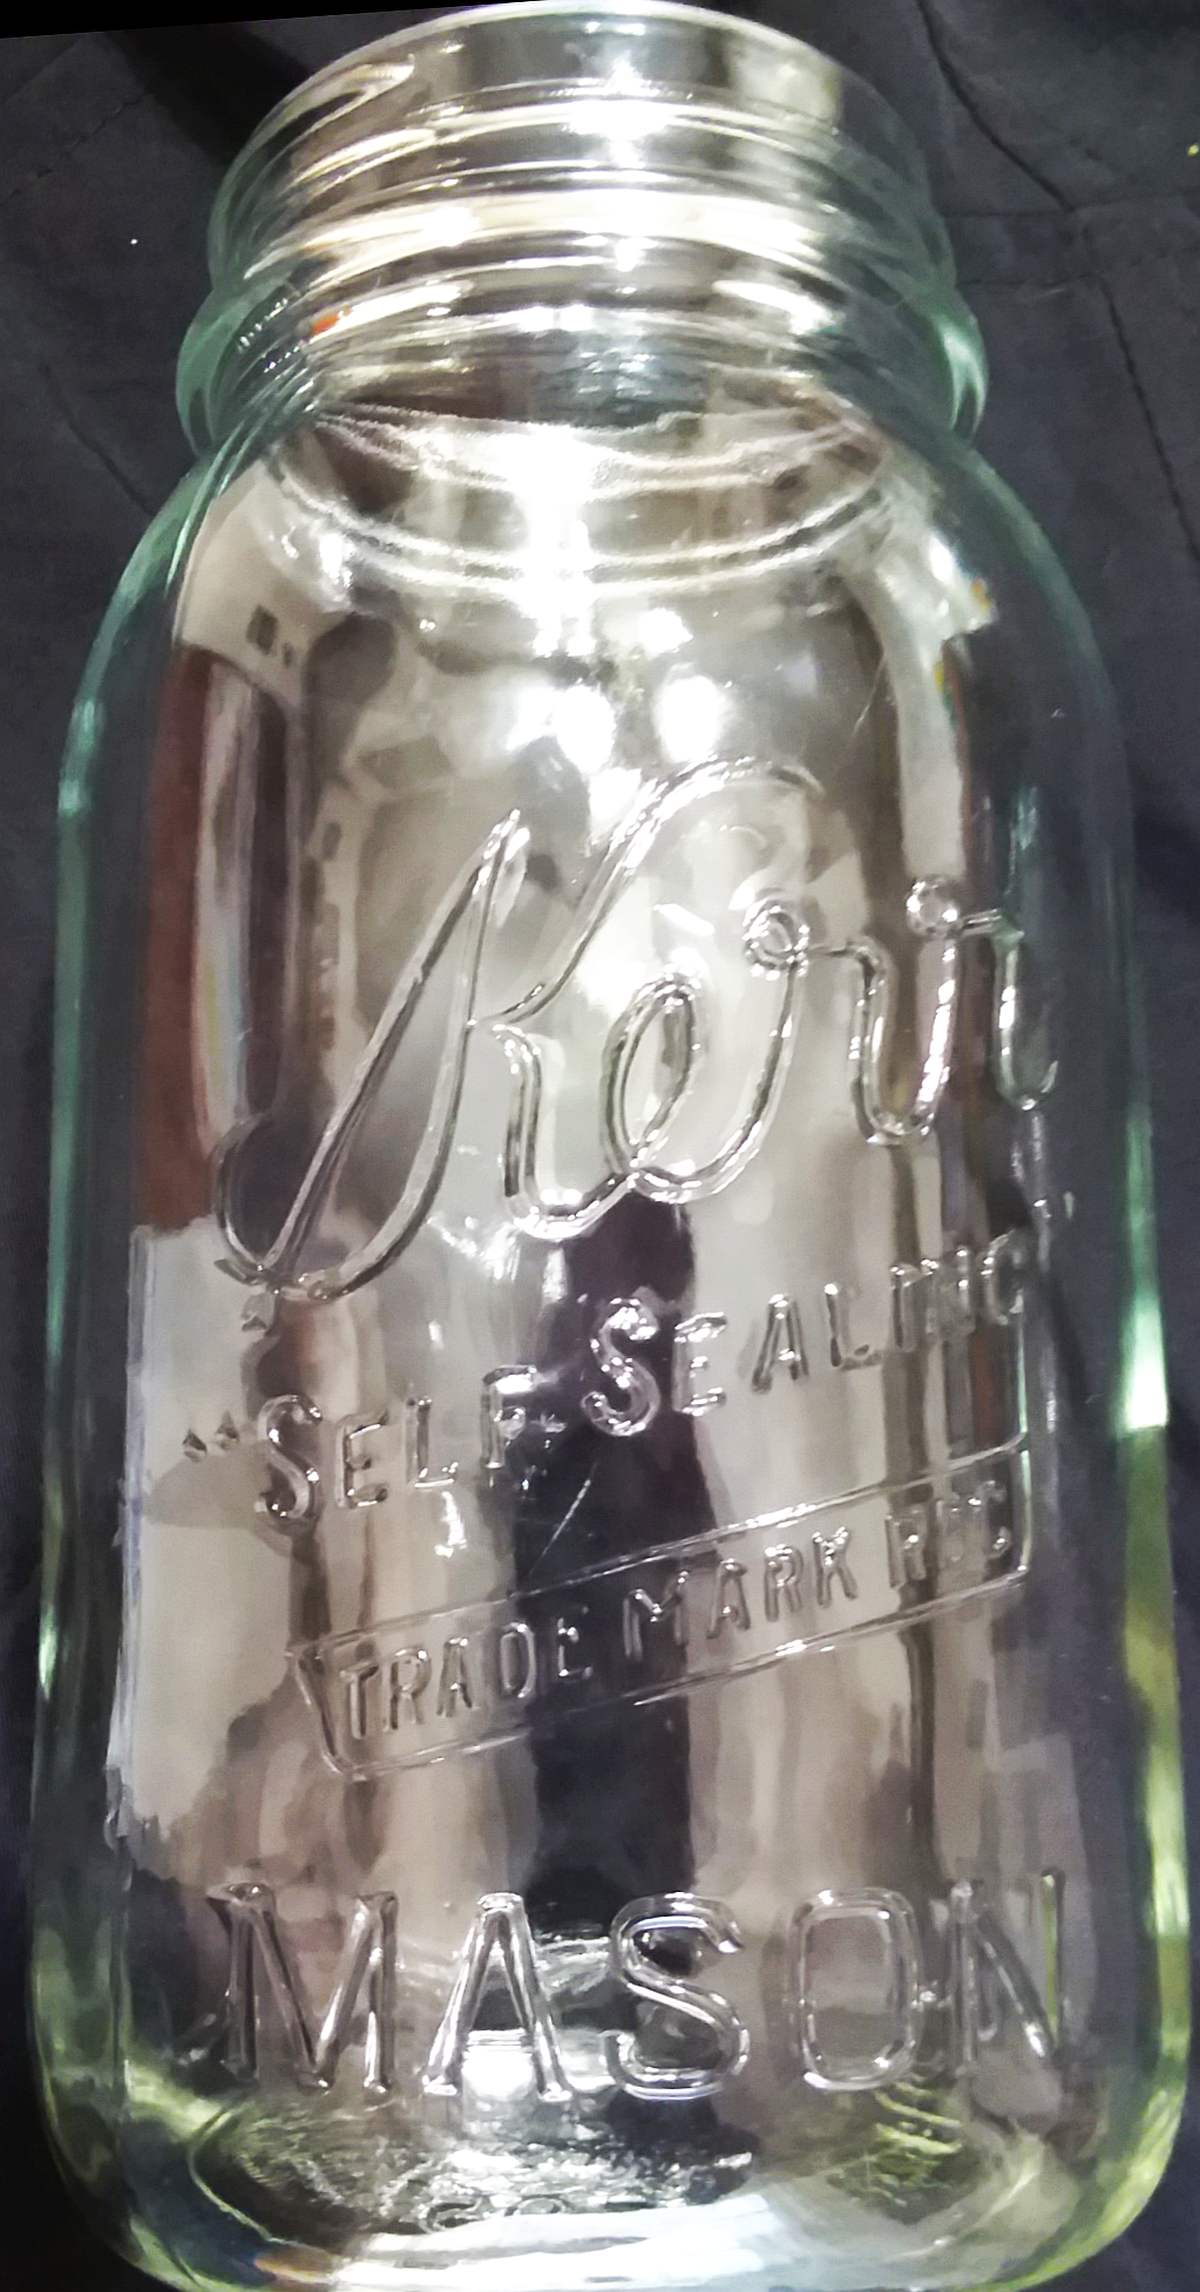 Kerr
"SELF-SEALING
TRADE MARK REG
MASON